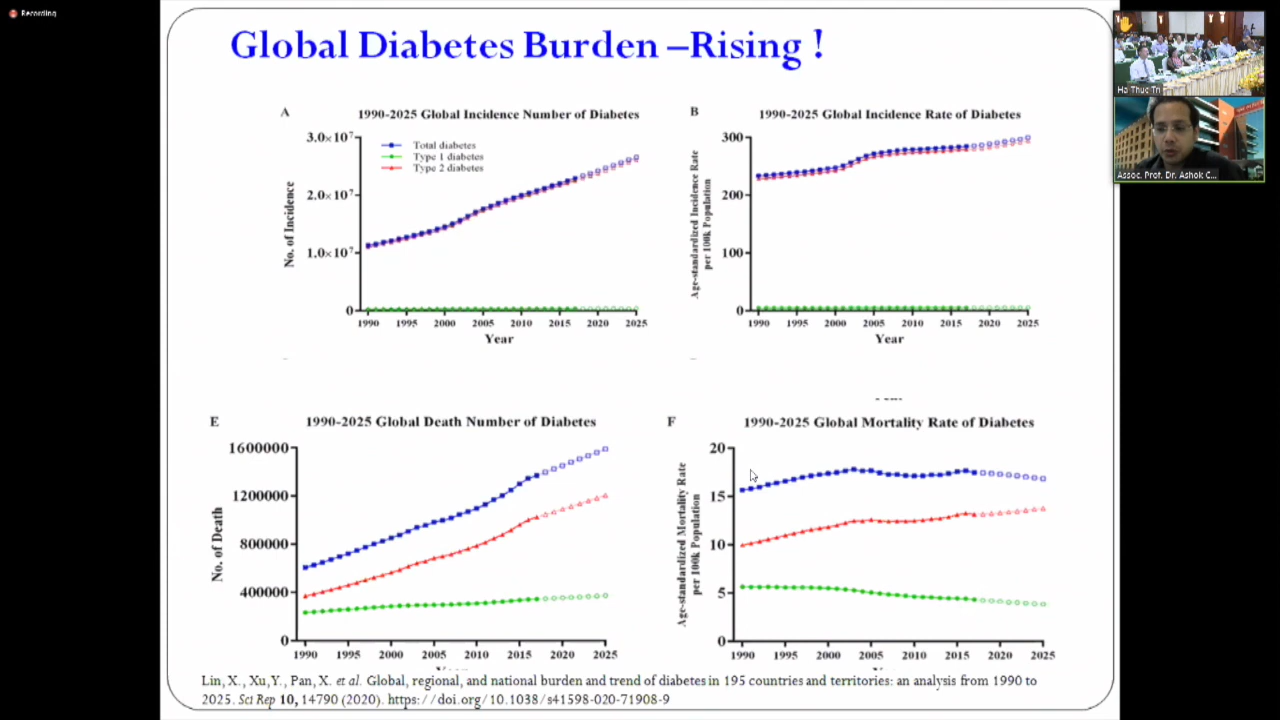 Recording
Global Diabetes Burden –Rising !
Ha Thuc Tri
Assoc. Prof. Dr. Ashok C...
A
1990-2025 Global Incidence Number of Diabetes
3.0×10⁷
2.0×10⁷
1.0×10⁷
0
No. of Incidence
Total diabetes
Type 1 diabetes
Type 2 diabetes
1990 1995 2000 2005 2010 2015 2020 2025
Year
B
1990-2025 Global Incidence Rate of Diabetes
300
200
100
0
Age-standardized Incidence Rate
per 100k Population
1990 1995 2000 2005 2010 2015 2020 2025
Year
E
1990-2025 Global Death Number of Diabetes
1600000
1200000
800000
400000
0
No. of Death
1990 1995 2000 2005 2010 2015 2020 2025
F
1990-2025 Global Mortality Rate of Diabetes
20
15
10
5
0
Age-standardized Mortality Rate
per 100k Population
1990 1995 2000 2005 2010 2015 2020 2025
Lin, X., Xu,Y., Pan, X. et al. Global, regional, and national burden and trend of diabetes in 195 countries and territories: an analysis from 1990 to
2025. Sci Rep 10, 14790 (2020). https://doi.org/10.1038/s41598-020-71908-9